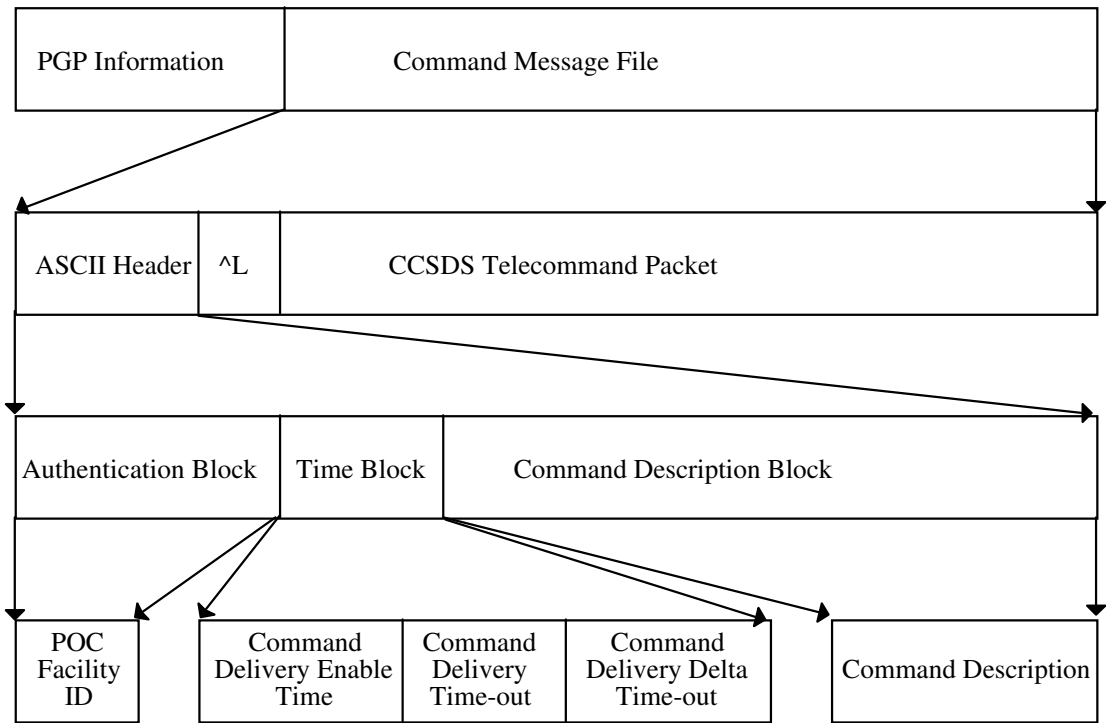 PGP Information
Command Message File
ASCII Header
^L
CCSDS Telecommand Packet
Authentication Block
Time Block
Command Description Block
POC
Facility
ID
Command
Delivery Enable
Time
Command
Delivery
Time-out
Command
Delivery Delta
Time-out
Command Description